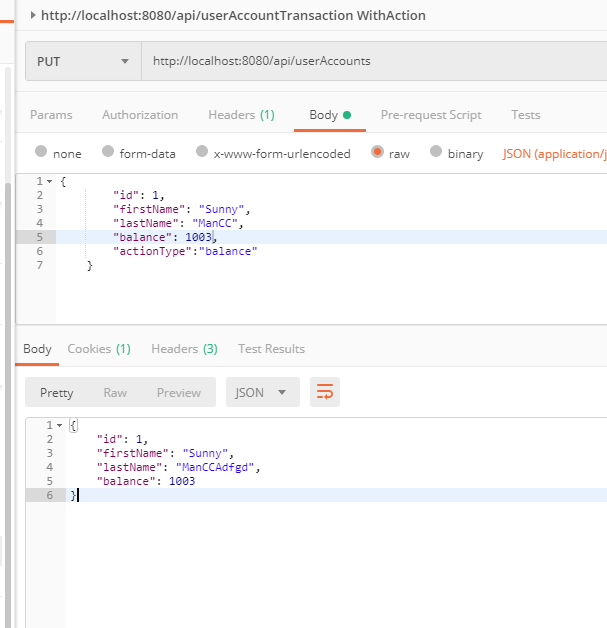 http://localhost:8080/api/userAccountTransaction WithAction
PUT http://localhost:8080/api/userAccounts
Params Authorization Headers (1) Body Pre-request Script Tests
none form-data x-www-form-urlencoded raw binary JSON (application/j
1 {
2 "id": 1,
3 "firstName": "Sunny",
4 "lastName": "ManCC",
5 "balance": 1003,
6 "actionType":"balance"
7 }
Body Cookies (1) Headers (3) Test Results
Pretty Raw Preview JSON
1 {
2 "id": 1,
3 "firstName": "Sunny",
4 "lastName": "ManCCAdfgd",
5 "balance": 1003
6 }